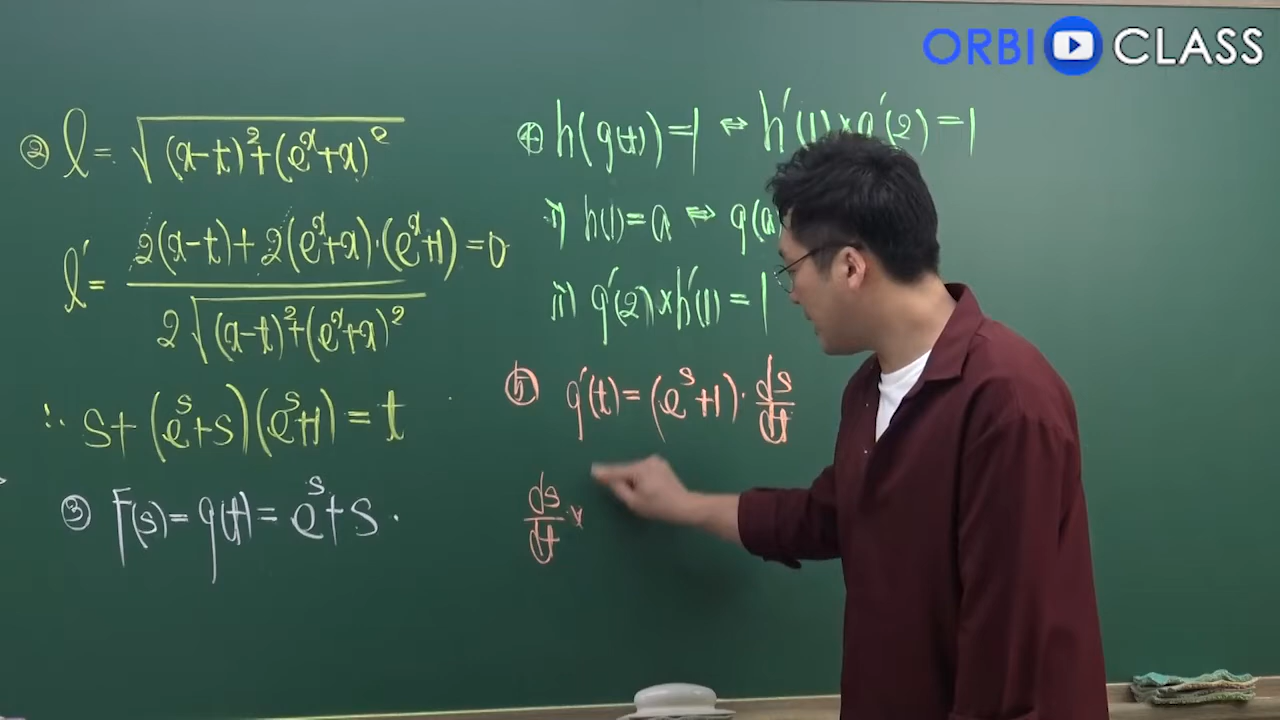 ORBI CLASS
② l = √((x-t)²+(eˣ+x)²)
l' = (2(x-t)+2(eˣ+x)·(eˣ+1))/(2√((x-t)²+(eˣ+x)²)) = 0
∴ s+(eˢ+s)(eˢ+1) = t
③ f(s) = g(t) = eˢ+s.
④ h(g(t)) = 1 ⇔ h'(1)×g'(2) = 1
i) h(1) = a ⇔ g(a)
ii) g'(2)×h'(1) = 1
⑤ g'(t) = (eˢ+1)·ds/dt
ds/dt ×